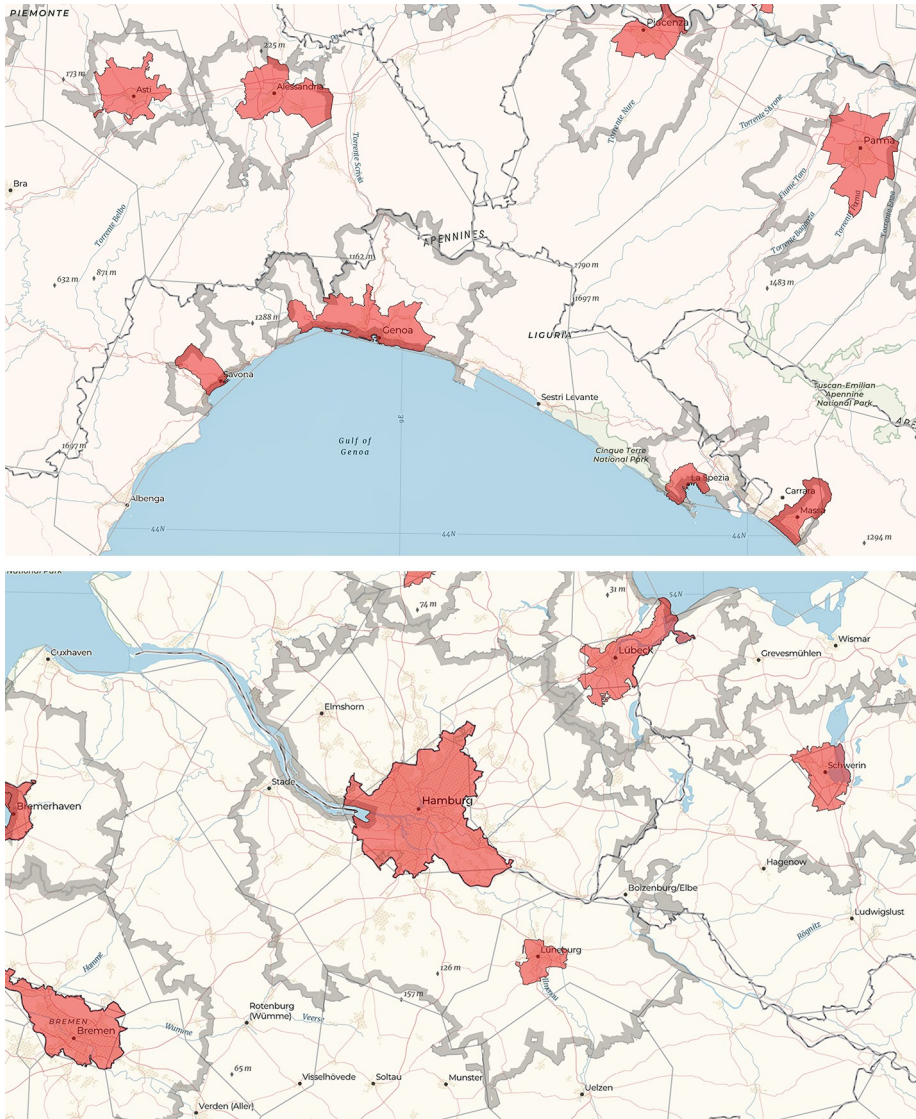 PIEMONTE
Piacenza
225 m
173 m
Asti
Alessandria
Torrente Nure
Torrente Stirone
Torrente Scrivia
Parma
Bra
Fiume Taro
Torrente Parma
Torrente Enza
Torrente Belbo
Torrente Baganza
APENNINES
1162 m
1790 m
871 m
632 m
1483 m
1697 m
1288 m
Genoa
LIGURIA
Savona
Tuscan-Emilian
Apennine
National Park
Sestri Levante
9E
Gulf of
Genoa
1697 m
Cinque Terre
National Park
La Spezia
Carrara
Albenga
Massa
44N
44N
44N
1294 m
National Park
54N
31 m
74 m
Wismar
Cuxhaven
Lübeck
Grevesmühlen
Elmshorn
Schwerin
Stade
Hamburg
Bremerhaven
Hagenow
Bolzenburg/Elbe
Ludwigslust
Rögnitz
Lüneburg
Hamme
126 m
Ilmenau
157 m
Rotenburg
(Wümme)
Veerse
BREMEN
Bremen
Wümme
65 m
Visselhövede
Soltau
Munster
Uelzen
Verden (Aller)